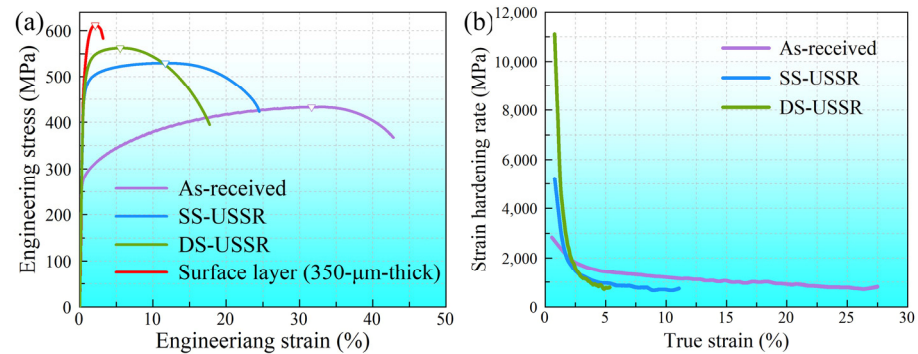 (a)
600
500
400
300
200
100
0
Engineering stress (MPa)
As-received
SS-USSR
DS-USSR
Surface layer (350-μm-thick)
0 10 20 30 40 50
Engineeriang strain (%)
(b)
12,000
10,000
8,000
6,000
4,000
2,000
0
Strain hardening rate (MPa)
As-received
SS-USSR
DS-USSR
0 5 10 15 20 25 30
True strain (%)